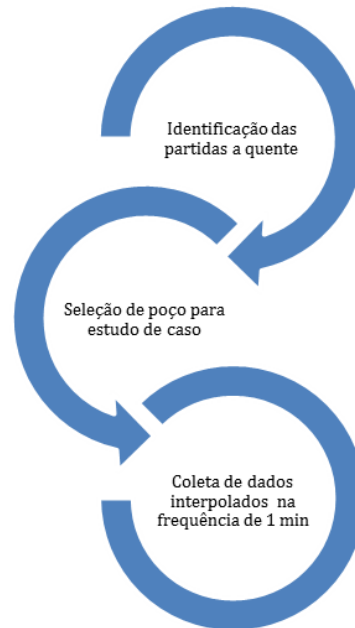 Identificação das
partidas a quente
Seleção de poço para
estudo de caso
Coleta de dados
interpolados na
frequência de 1 min